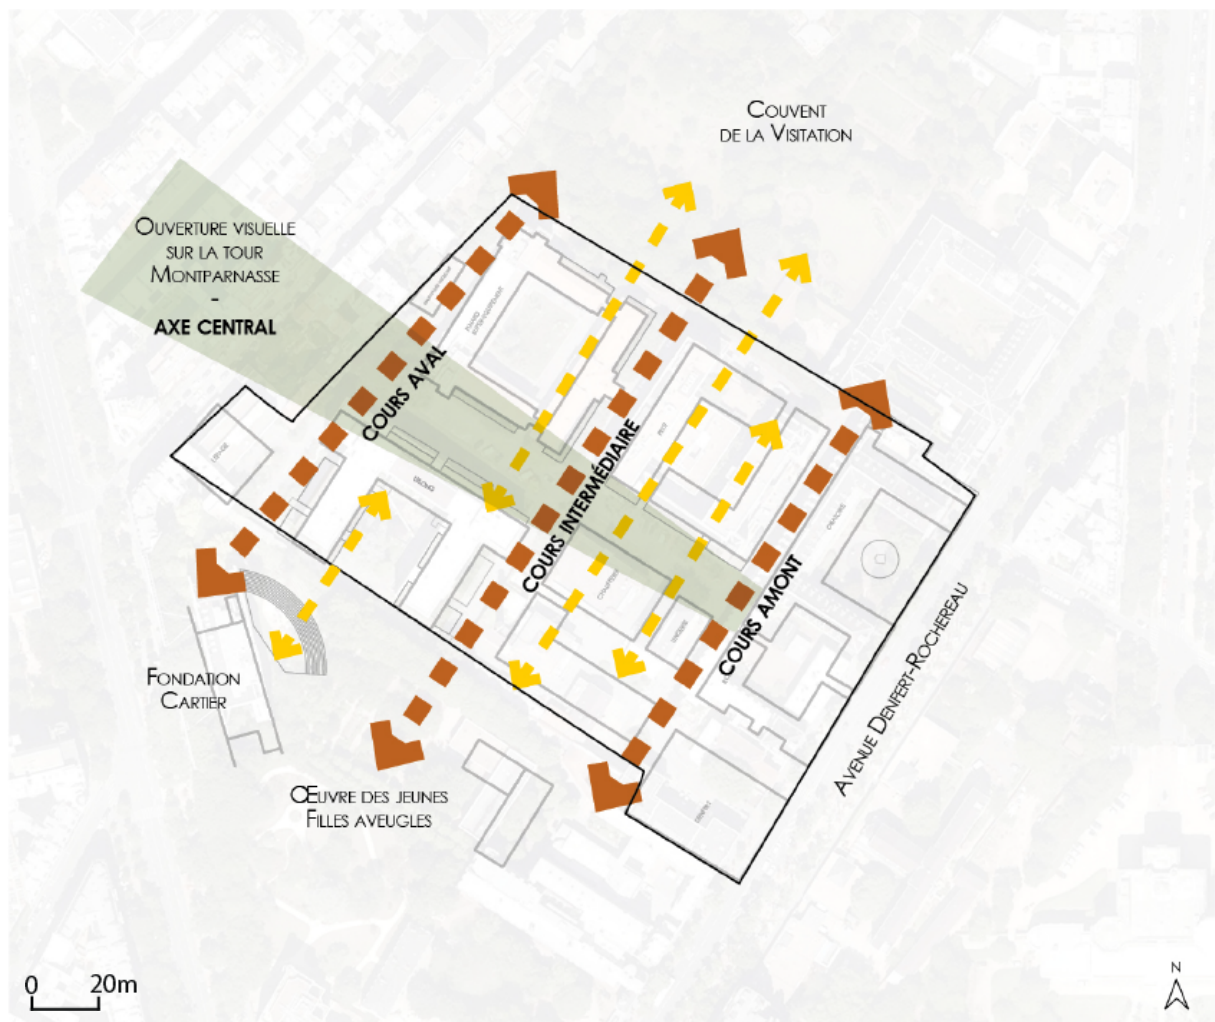 COUVENT
DE LA VISITATION
OUVERTURE VISUELLE
SUR LA TOUR
MONTPARNASSE
-
AXE CENTRAL
COURS AVAL
COURS INTERMÉDIAIRE
COURS AMONT
AVENUE DENFERT-ROCHEREAU
FONDATION
CARTIER
ŒUVRE DES JEUNES
FILLES AVEUGLES
0 20m
N